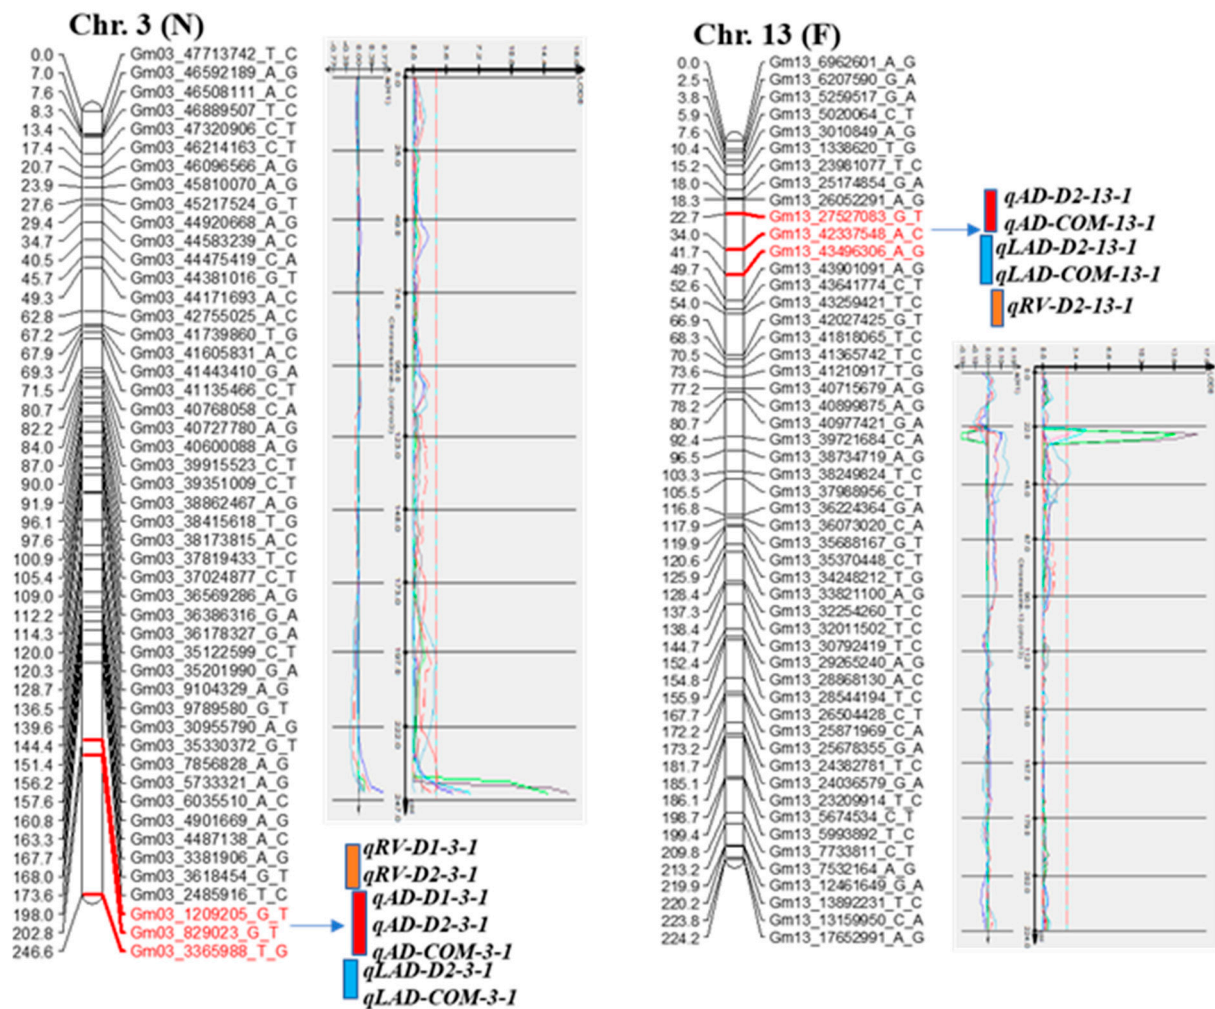 Chr. 3 (N)
0.0 Gm03_47713742_T_C
7.0 Gm03_46592189_A_G
7.6 Gm03_46508111_A_C
8.3 Gm03_46889507_T_C
13.4 Gm03_47320906_C_T
17.4 Gm03_46214163_C_T
20.7 Gm03_46096566_A_G
23.9 Gm03_45810070_A_G
27.6 Gm03_45217524_G_T
29.4 Gm03_44920668_A_G
34.7 Gm03_44583239_A_C
40.5 Gm03_44475419_C_A
45.7 Gm03_44381016_G_T
49.3 Gm03_44171693_A_C
62.8 Gm03_42755025_A_C
67.2 Gm03_41739860_T_G
67.9 Gm03_41605831_A_C
69.3 Gm03_41443410_G_A
71.5 Gm03_41135466_C_T
80.7 Gm03_40768058_C_A
82.2 Gm03_40727780_A_G
84.0 Gm03_40600088_A_G
87.0 Gm03_39915523_C_T
90.0 Gm03_39351009_C_T
91.9 Gm03_38862467_A_G
96.1 Gm03_38415618_T_G
97.6 Gm03_38173815_A_C
100.9 Gm03_37819433_T_C
105.4 Gm03_37024877_C_T
109.0 Gm03_36569286_A_G
112.2 Gm03_36386316_G_A
114.3 Gm03_36178327_G_A
120.0 Gm03_35122599_C_T
120.3 Gm03_35201990_G_A
128.7 Gm03_9104329_A_G
136.5 Gm03_9789580_G_T
139.6 Gm03_30955790_A_G
144.4 Gm03_35330372_G_T
151.4 Gm03_7856828_A_G
156.2 Gm03_5733321_A_G
157.6 Gm03_6035510_A_C
160.8 Gm03_4901669_A_G
163.3 Gm03_4487138_A_C
167.7 Gm03_3381906_A_G
168.0 Gm03_3618454_G_T
173.6 Gm03_2485916_T_C
198.0 Gm03_1209205_G_T
202.8 Gm03_829023_G_T
246.6 Gm03_3365988_T_G
qRV-D1-3-1
qRV-D2-3-1
qAD-D1-3-1
qAD-D2-3-1
qAD-COM-3-1
qLAD-D2-3-1
qLAD-COM-3-1
Chr. 13 (F)
0.0 Gm13_6962601_A_G
2.5 Gm13_6207590_G_A
3.8 Gm13_5259517_G_A
5.9 Gm13_5020064_C_T
7.6 Gm13_3010849_A_G
10.4 Gm13_1338620_T_G
15.2 Gm13_23981077_T_C
18.0 Gm13_25174854_G_A
18.3 Gm13_26052291_A_G
22.7 Gm13_27527083_G_T
34.0 Gm13_42337548_A_C
41.7 Gm13_43496306_A_G
49.7 Gm13_43901091_A_G
52.6 Gm13_43641774_C_T
54.0 Gm13_43259421_T_C
66.9 Gm13_42027425_G_T
68.3 Gm13_41818065_T_C
70.5 Gm13_41365742_T_C
73.6 Gm13_41210917_T_G
77.2 Gm13_40715679_A_G
78.2 Gm13_40899875_A_G
80.7 Gm13_40977421_G_A
92.4 Gm13_39721684_C_A
96.5 Gm13_38734719_A_G
103.3 Gm13_38249824_T_C
105.5 Gm13_37988956_C_T
116.8 Gm13_36224364_G_A
117.9 Gm13_36073020_C_A
119.9 Gm13_35688167_G_T
120.6 Gm13_35370448_C_T
125.9 Gm13_34248212_T_G
128.4 Gm13_33821100_A_G
137.3 Gm13_32254260_T_C
138.4 Gm13_32011502_T_C
144.7 Gm13_30792419_T_C
152.4 Gm13_29265240_A_G
154.8 Gm13_28868130_A_C
155.9 Gm13_28544194_T_C
167.7 Gm13_26504428_C_T
172.2 Gm13_25871969_C_A
173.2 Gm13_25678355_G_A
181.7 Gm13_24382781_T_C
185.1 Gm13_24036579_G_A
186.1 Gm13_23209914_T_C
198.7 Gm13_5674534_C_T
199.4 Gm13_5993892_T_C
209.8 Gm13_7733811_C_T
213.2 Gm13_7532164_A_G
219.9 Gm13_12461649_G_A
220.2 Gm13_13892231_T_C
223.8 Gm13_13159950_C_A
224.2 Gm13_17652991_A_G
qAD-D2-13-1
qAD-COM-13-1
qLAD-D2-13-1
qLAD-COM-13-1
qRV-D2-13-1